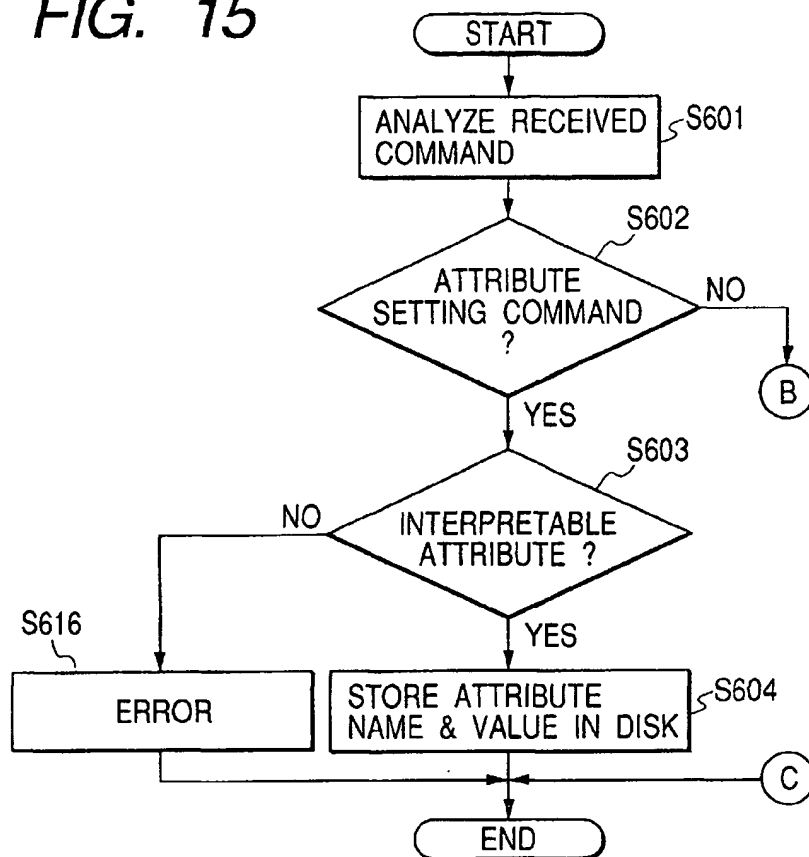 FIG. 15
START
ANALYZE RECEIVED
COMMAND
S601
S602
ATTRIBUTE
SETTING COMMAND
?
NO
B
YES
S603
NO
INTERPRETABLE
ATTRIBUTE ?
YES
S616
ERROR
STORE ATTRIBUTE
NAME & VALUE IN DISK
S604
C
END